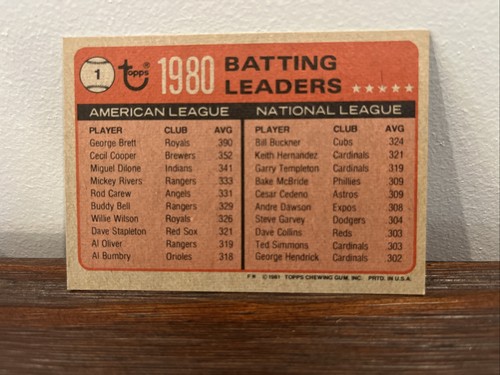 1 Topps 1980 BATTING LEADERS
AMERICAN LEAGUE
PLAYER CLUB AVG
George Brett Royals .390
Cecil Cooper Brewers .352
Miguel Dilone Indians .341
Mickey Rivers Rangers .333
Rod Carew Angels .331
Buddy Bell Rangers .329
Willie Wilson Royals .326
Dave Stapleton Red Sox .321
Al Oliver Rangers .319
Al Bumbry Orioles .318
NATIONAL LEAGUE
PLAYER CLUB AVG
Bill Buckner Cubs .324
Keith Hernandez Cardinals .321
Garry Templeton Cardinals .319
Bake McBride Phillies .309
Cesar Cedeno Astros .309
Andre Dawson Expos .308
Steve Garvey Dodgers .304
Dave Collins Reds .303
Ted Simmons Cardinals .303
George Hendrick Cardinals .302
© 1981 TOPPS CHEWING GUM, INC. PRTD. IN U.S.A.